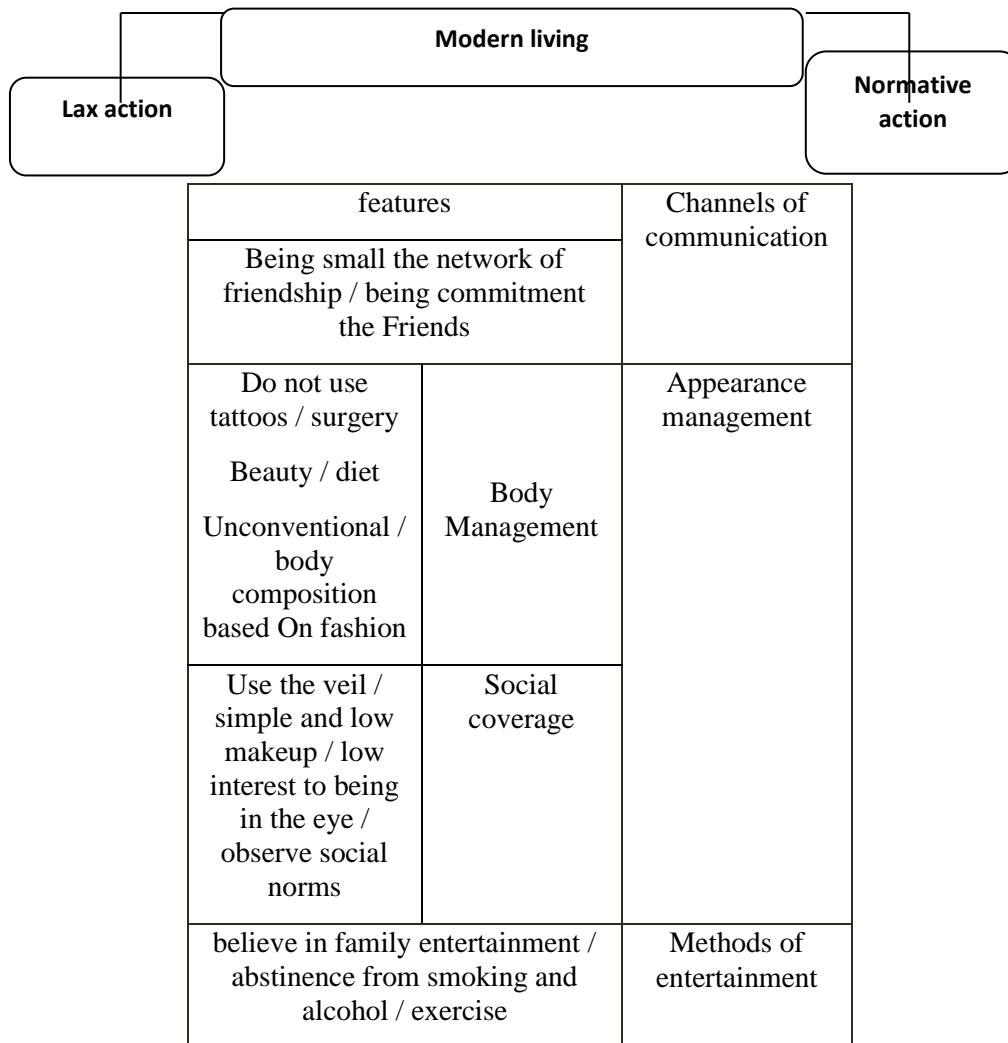 Modern living
Lax action
Normative
action
features
Channels of
communication
Being small the network of
friendship / being commitment
the Friends
Do not use
tattoos / surgery
Beauty / diet
Unconventional /
body
composition
based On fashion
Body
Management
Appearance
management
Use the veil /
simple and low
makeup / low
interest to being
in the eye /
observe social
norms
Social
coverage
believe in family entertainment /
abstinence from smoking and
alcohol / exercise
Methods of
entertainment